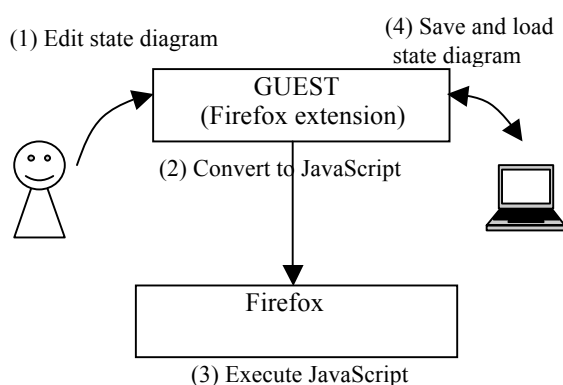 (1) Edit state diagram
(4) Save and load
state diagram
GUEST
(Firefox extension)
(2) Convert to JavaScript
Firefox
(3) Execute JavaScript